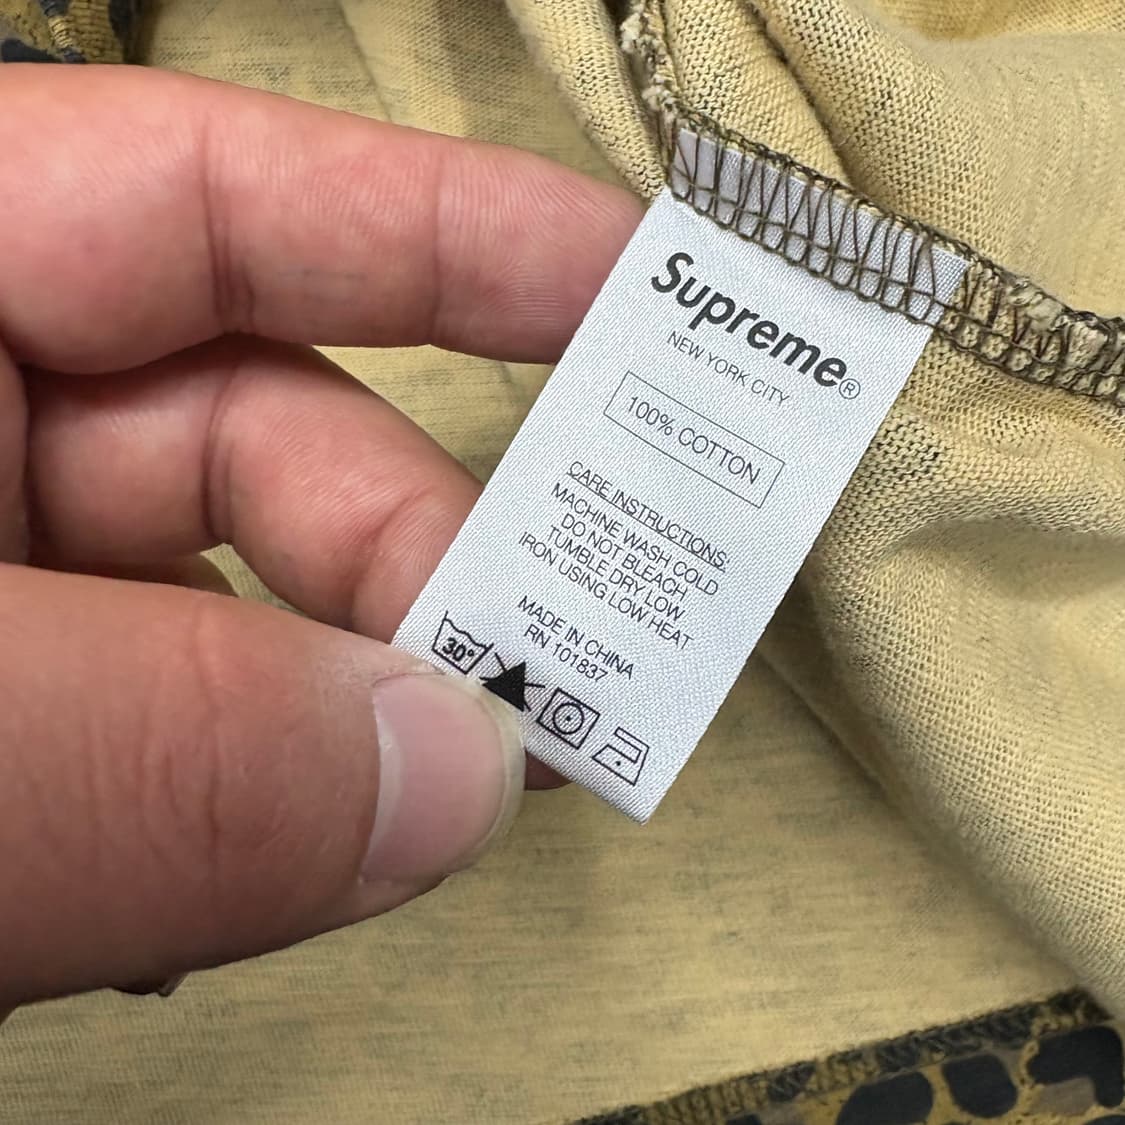 Supreme®
NEW YORK CITY
100% COTTON
CARE INSTRUCTIONS:
MACHINE WASH COLD
DO NOT BLEACH
TUMBLE DRY LOW
IRON USING LOW HEAT
MADE IN CHINA
RN 101837
30°